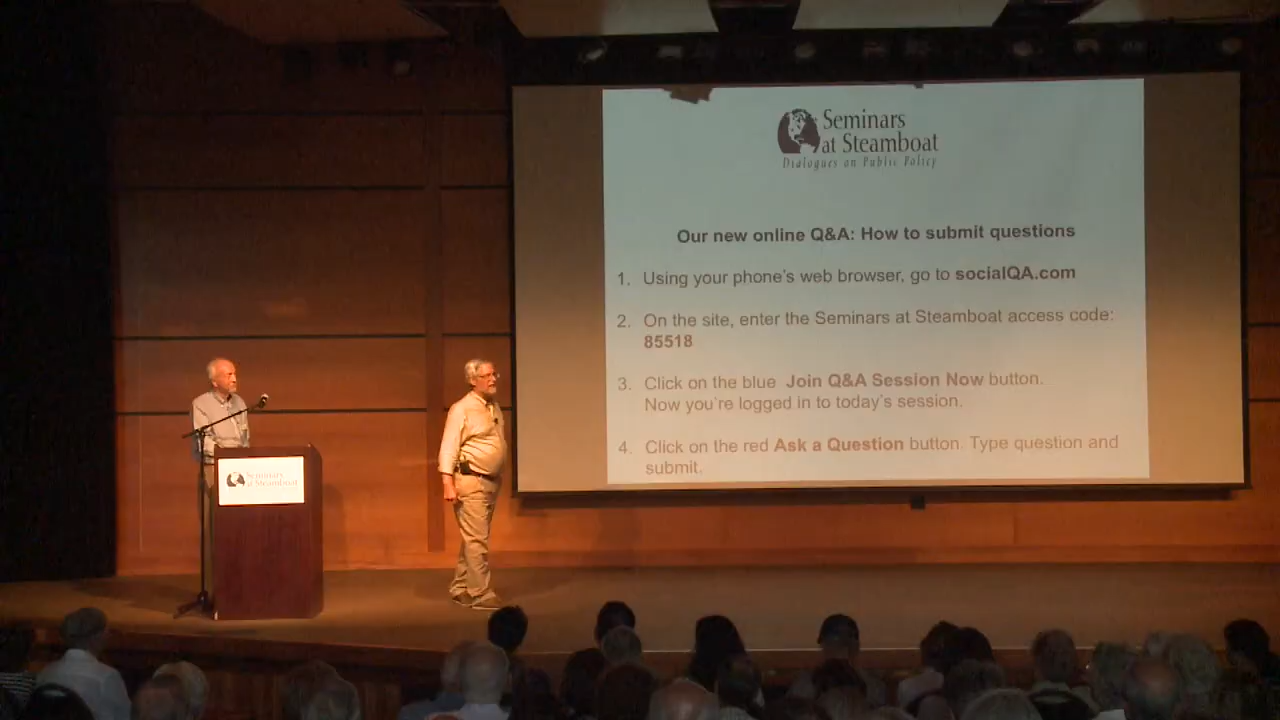 Seminars
at Steamboat
Dialogues on Public Policy
Our new online Q&A: How to submit questions
1. Using your phone's web browser, go to socialQA.com
2. On the site, enter the Seminars at Steamboat access code:
85518
3. Click on the blue Join Q&A Session Now button.
Now you're logged in to today's session.
4. Click on the red Ask a Question button. Type question and
submit.
Seminars
at Steamboat